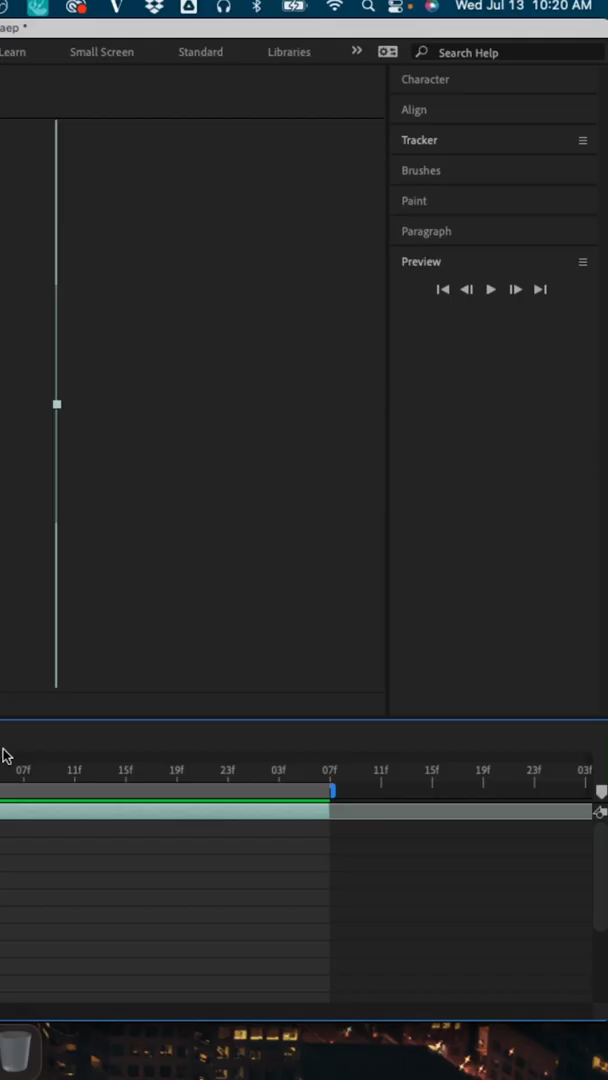 Wed Jul 13 10:20 AM
aep *
Learn Small Screen Standard Libraries >> Search Help
Character
Align
Tracker
Brushes
Paint
Paragraph
Preview
07f 11f 15f 19f 23f 03f 07f 11f 15f 19f 23f 03f